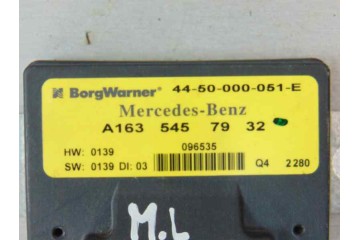 BorgWarner® 44-50-000-051-E
Mercedes-Benz
A163 545 79 32
HW: 0139 096535
SW: 0139 DI: 03 Q4 2280
M.L